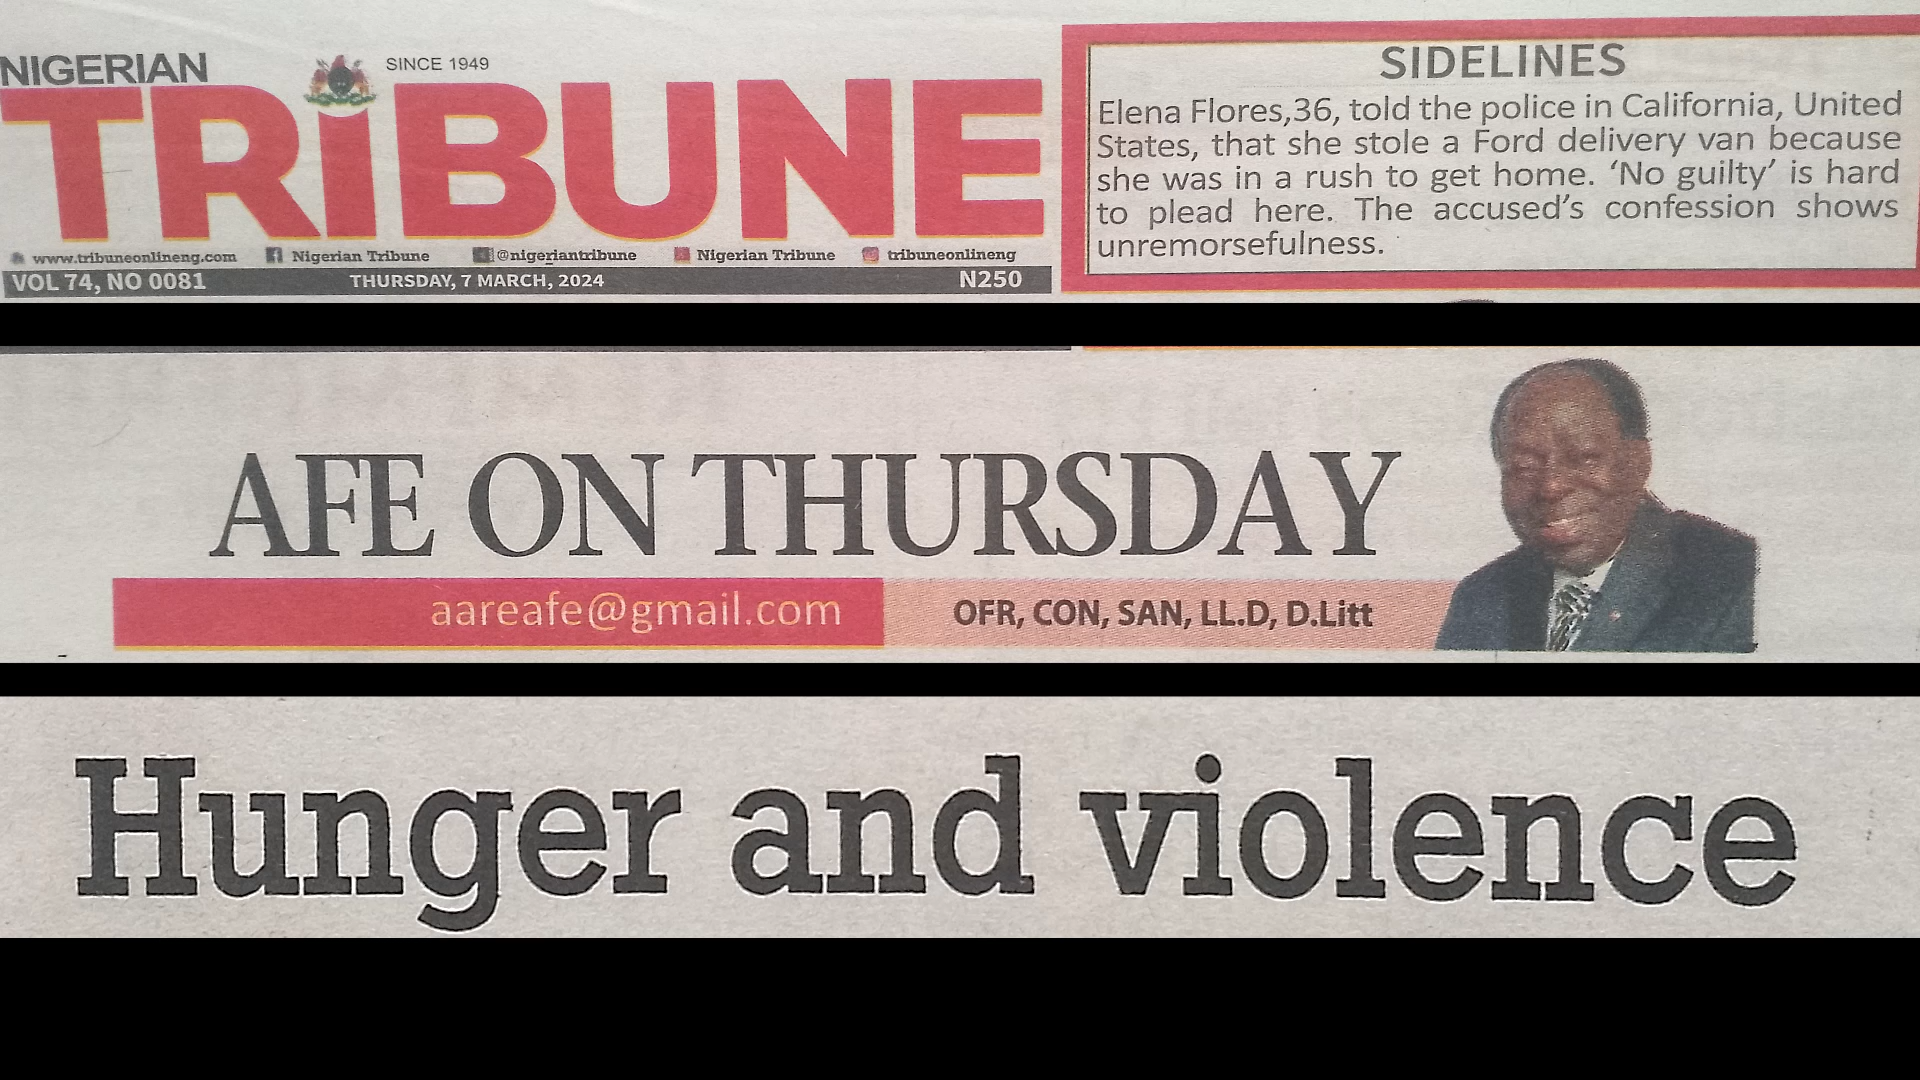 NIGERIAN
SINCE 1949
TRiBUNE
www.tribuneonlineng.com Nigerian Tribune @nigeriantribune Nigerian Tribune tribuneonlineng
VOL 74, NO 0081 THURSDAY, 7 MARCH, 2024 N250
SIDELINES
Elena Flores,36, told the police in California, United
States, that she stole a Ford delivery van because
she was in a rush to get home. ‘No guilty’ is hard
to plead here. The accused’s confession shows
unremorsefulness.
AFE ON THURSDAY
aareafe@gmail.com
OFR, CON, SAN, LL.D, D.Litt
Hunger and violence